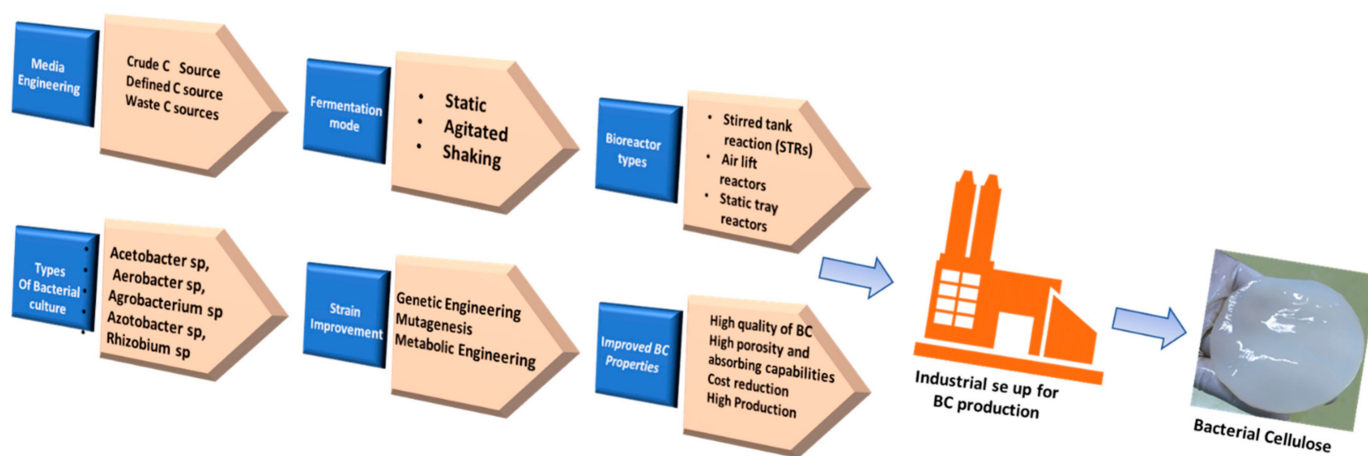 Media
Engineering
Crude C Source
Defined C source
Waste C sources
Fermentation
mode
• Static
• Agitated
• Shaking
Bioreactor
types
• Stirred tank
reaction (STRs)
• Air lift
reactors
• Static tray
reactors
Types
Of Bacterial
culture
Acetobacter sp,
Aerobacter sp,
Agrobacterium sp
Azotobacter sp,
Rhizobium sp
Strain
Improvement
Genetic Engineering
Mutagenesis
Metabolic Engineering
Improved BC
Properties
High quality of BC
High porosity and
absorbing capabilities
Cost reduction
High Production
Industrial se up for
BC production
Bacterial Cellulose